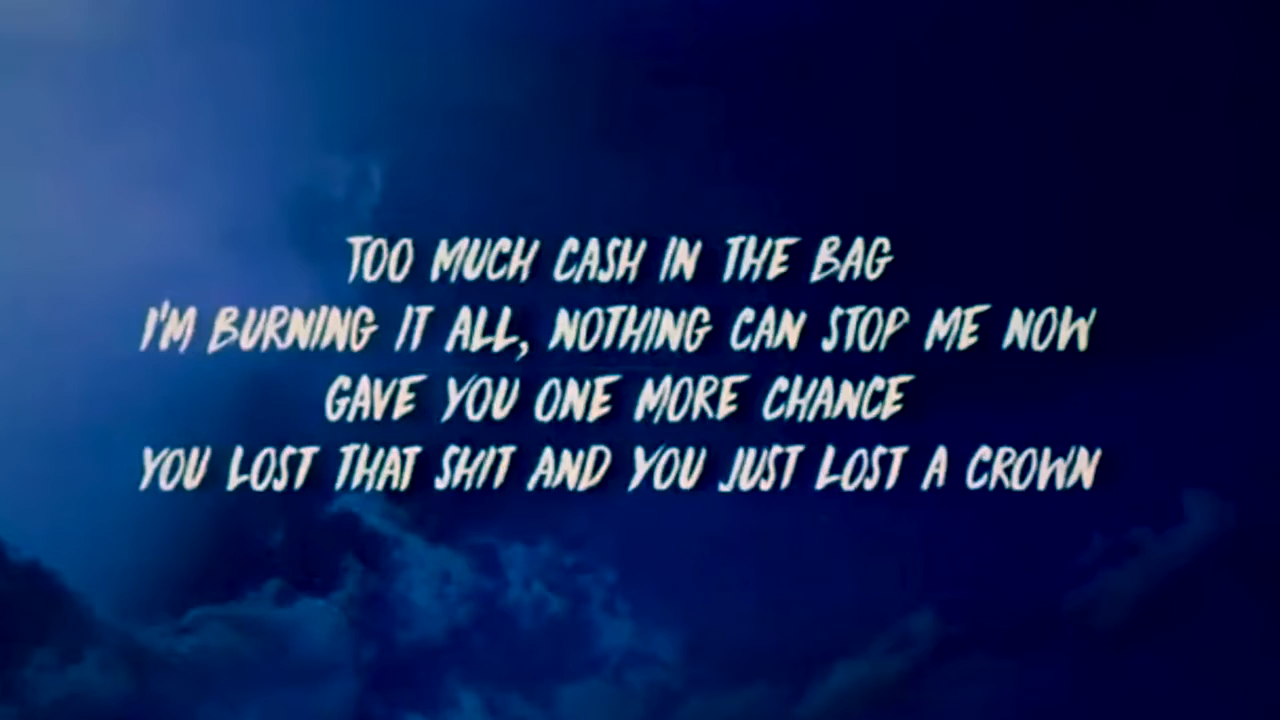 TOO MUCH CASH IN THE BAG
I'M BURNING IT ALL, NOTHING CAN STOP ME NOW
GAVE YOU ONE MORE CHANCE
YOU LOST THAT SHIT AND YOU JUST LOST A CROWN